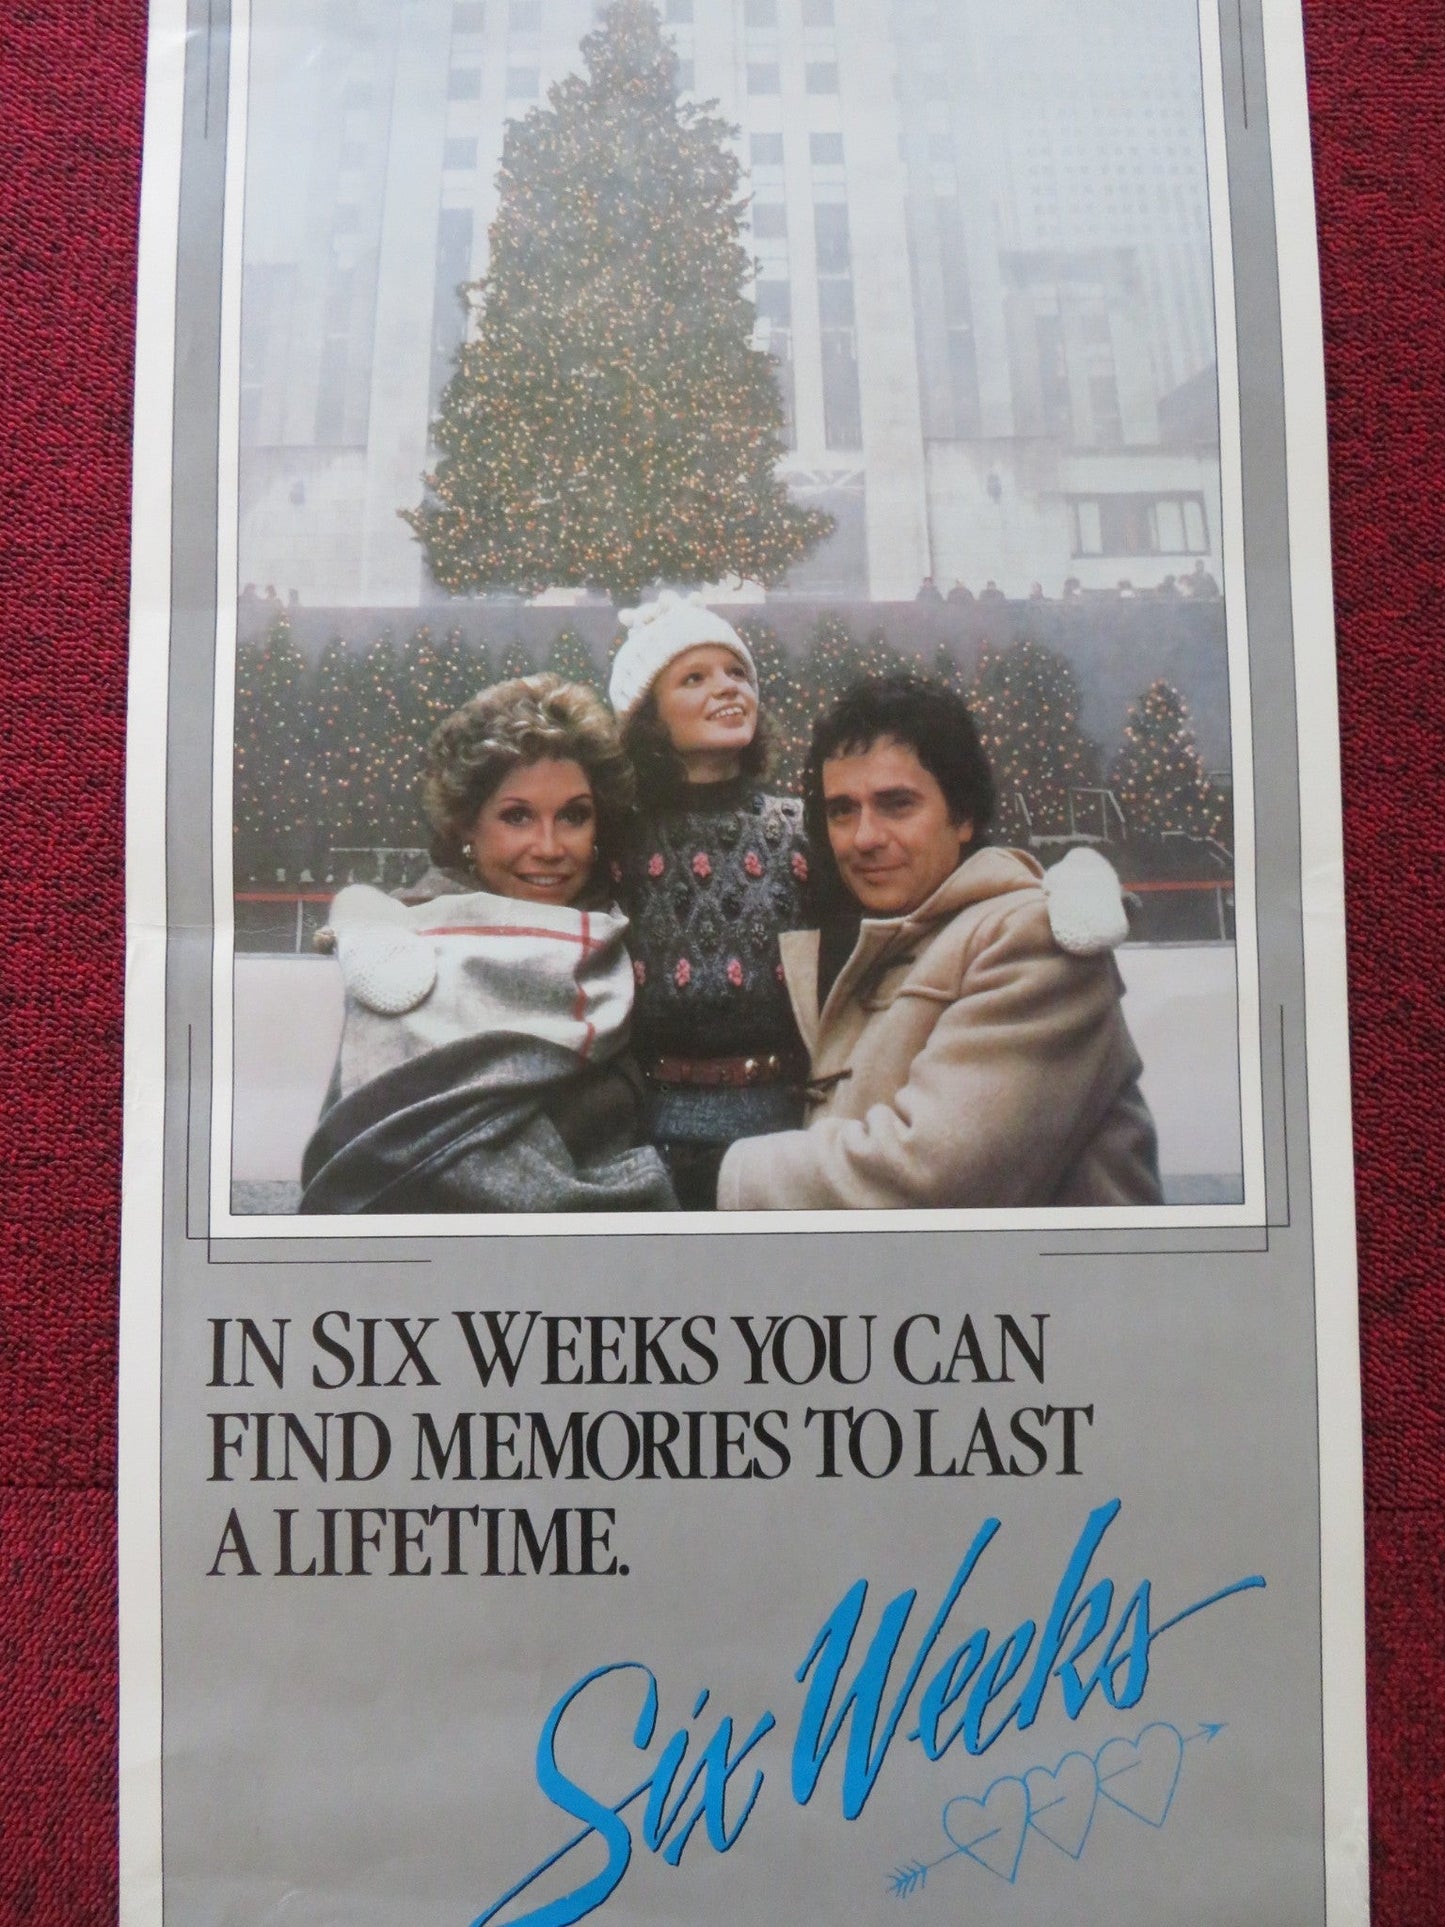 IN SIX WEEKS YOU CAN
FIND MEMORIES TO LAST
A LIFETIME.
Six Weeks